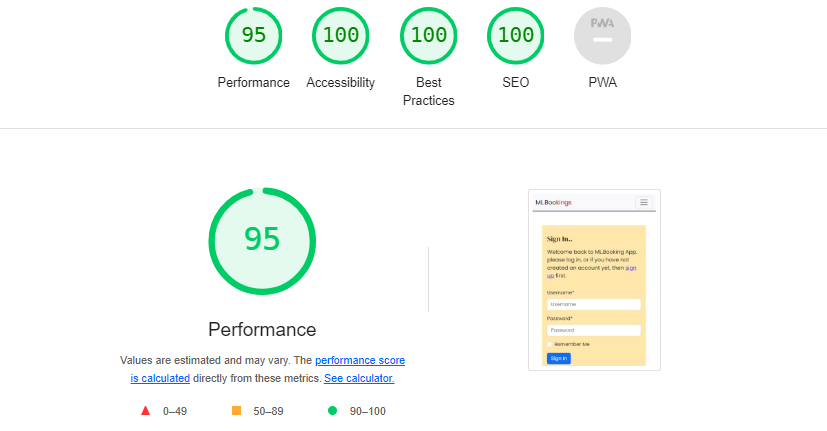 95
100
100
100
PWA
Performance
Accessibility
Best
Practices
SEO
PWA
95
Performance
Values are estimated and may vary. The performance score
is calculated directly from these metrics. See calculator.
0–49
50–89
90–100
MLBookings
Sign In..
Welcome back to MLBooking App.
please log in, or if you have not
created an account yet, then sign
up first.
Username*
Username
Password*
Password
Remember Me
Sign In